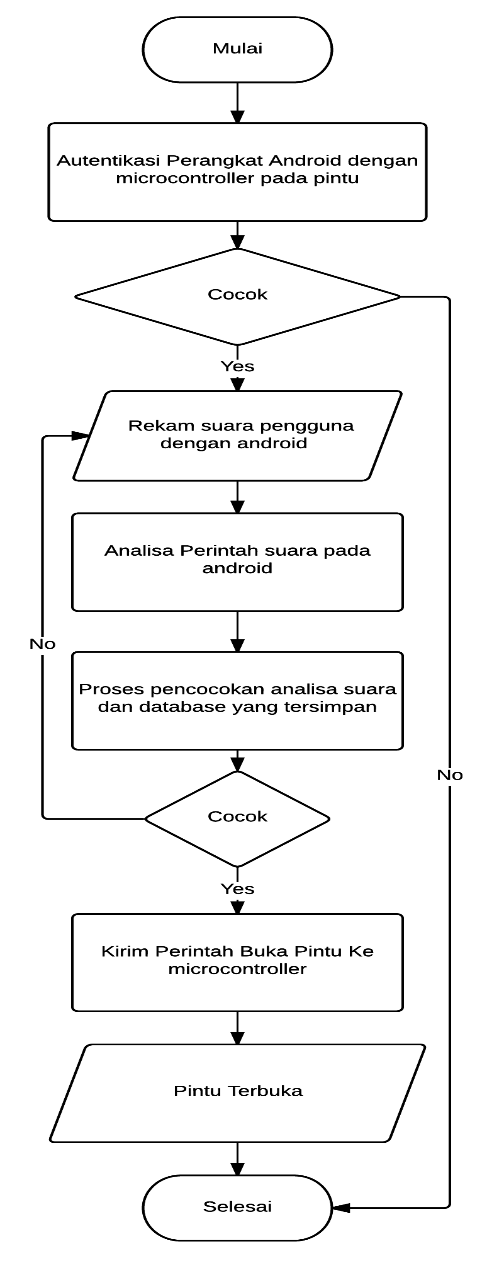 Mulai
Autentikasi Perangkat Android dengan
microcontroller pada pintu
Cocok
Yes
Rekam suara pengguna
dengan android
Analisa Perintah suara pada
android
No
Proses pencocokan analisa suara
dan database yang tersimpan
No
Cocok
Yes
Kirim Perintah Buka Pintu Ke
microcontroller
Pintu Terbuka
Selesai